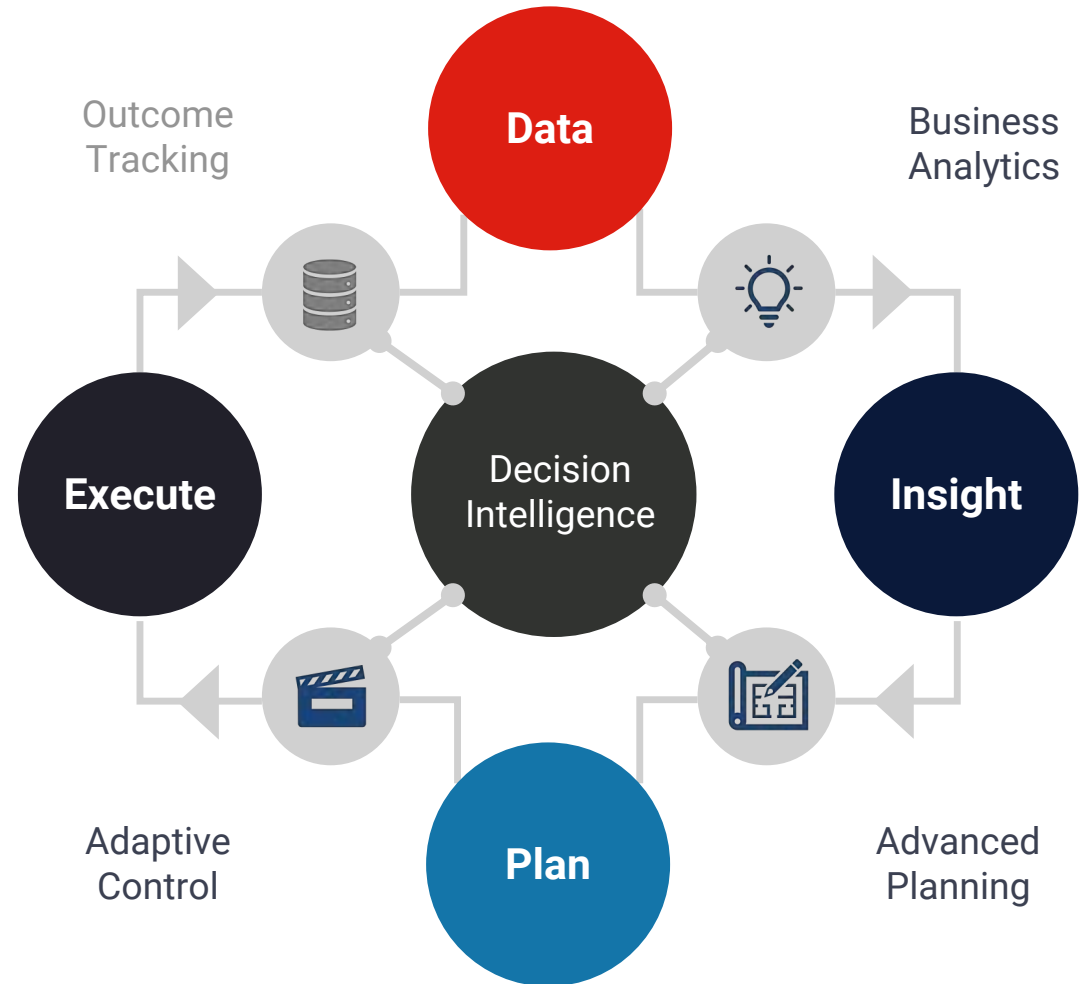 Outcome
Tracking
Data
Business
Analytics
Execute
Decision
Intelligence
Insight
Adaptive
Control
Plan
Advanced
Planning